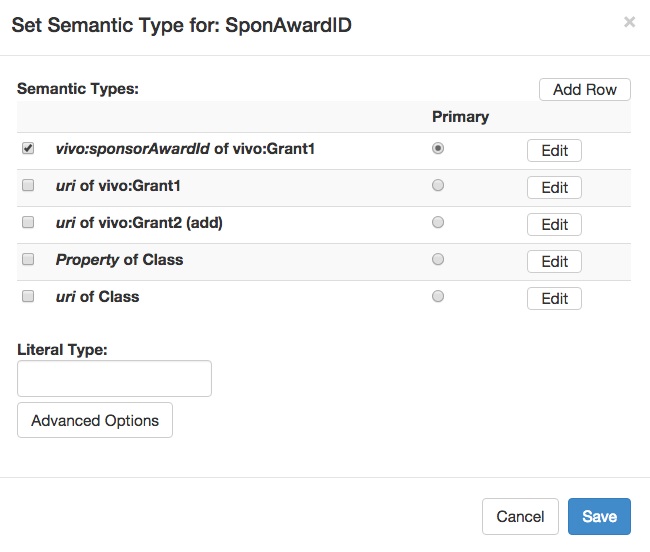 Set Semantic Type for: SponAwardID ×
Semantic Types: Add Row
Primary
vivo:sponsorAwardId of vivo:Grant1 Edit
uri of vivo:Grant1 Edit
uri of vivo:Grant2 (add) Edit
Property of Class Edit
uri of Class Edit
Literal Type:
Advanced Options
Cancel Save